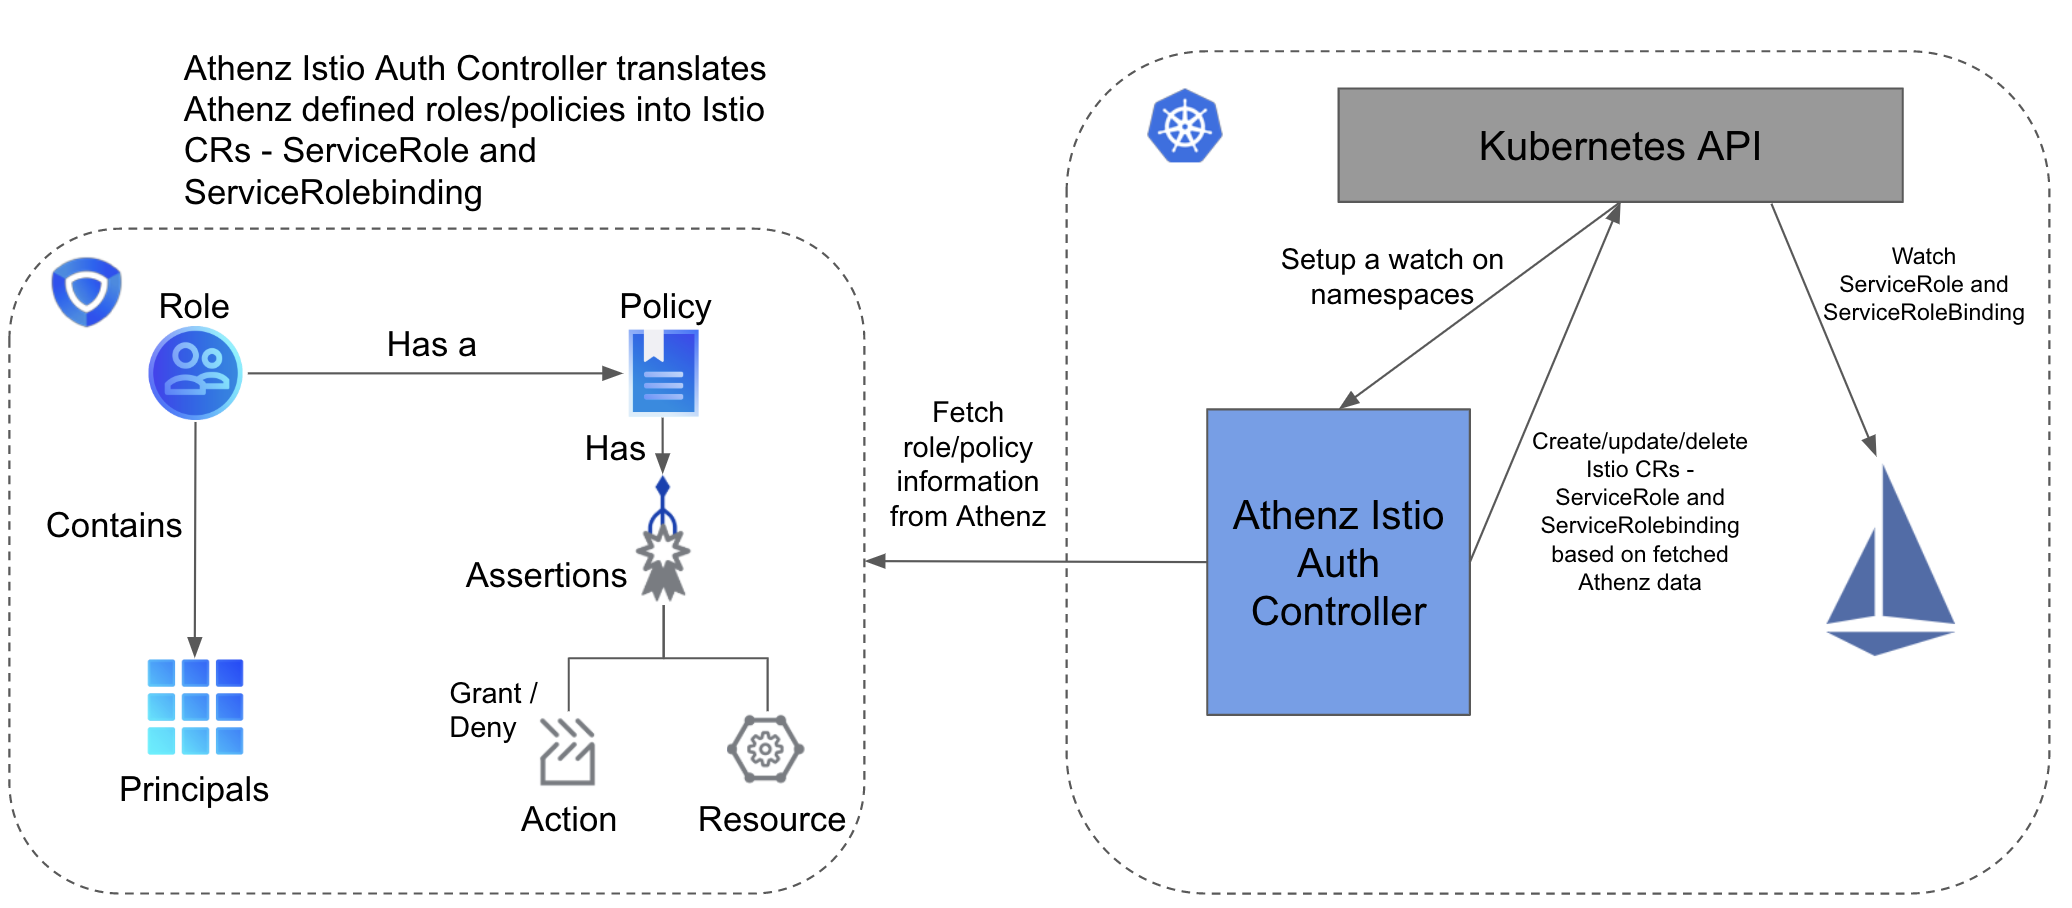 Athenz Istio Auth Controller translates
Athenz defined roles/policies into Istio
CRs - ServiceRole and
ServiceRolebinding
Role
Policy
Has a
Has
Contains
Assertions
Grant /
Deny
Principals
Action
Resource
Fetch
role/policy
information
from Athenz
Kubernetes API
Setup a watch on
namespaces
Watch
ServiceRole and
ServiceRoleBinding
Athenz Istio
Auth
Controller
Create/update/delete
Istio CRs -
ServiceRole and
ServiceRolebinding
based on fetched
Athenz data